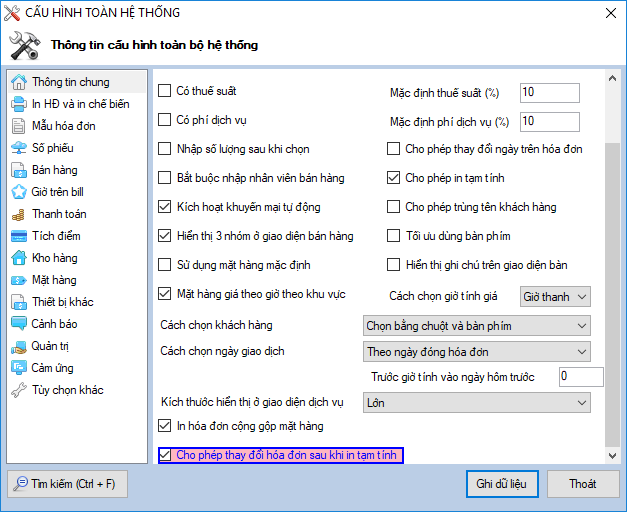 CẤU HÌNH TOÀN HỆ THỐNG
Thông tin cấu hình toàn bộ hệ thống
Thông tin chung
In HĐ và in chế biến
Mẫu hóa đơn
Số phiếu
Bán hàng
Giờ trên bill
Thanh toán
Tích điểm
Kho hàng
Mặt hàng
Thiết bị khác
Cảnh báo
Quản trị
Cảm ứng
Tùy chọn khác
Có thuế suất
Mặc định thuế suất (%)
10
Có phí dịch vụ
Mặc định phí dịch vụ (%)
10
Nhập số lượng sau khi chọn
Cho phép thay đổi ngày trên hóa đơn
Bắt buộc nhập nhân viên bán hàng
Cho phép in tạm tính
Kích hoạt khuyến mại tự động
Cho phép trùng tên khách hàng
Hiển thị 3 nhóm ở giao diện bán hàng
Tối ưu dùng bàn phím
Sử dụng mặt hàng mặc định
Hiển thị ghi chú trên giao diện bàn
Mặt hàng giá theo giờ theo khu vực
Cách chọn giờ tính giá
Giờ thanh
Cách chọn khách hàng
Chọn bằng chuột và bàn phím
Cách chọn ngày giao dịch
Theo ngày đóng hóa đơn
Trước giờ tính vào ngày hôm trước
0
Kích thước hiển thị ở giao diện dịch vụ
Lớn
In hóa đơn cộng gộp mặt hàng
Cho phép thay đổi hóa đơn sau khi in tạm tính
Tìm kiếm (Ctrl + F)
Ghi dữ liệu
Thoát